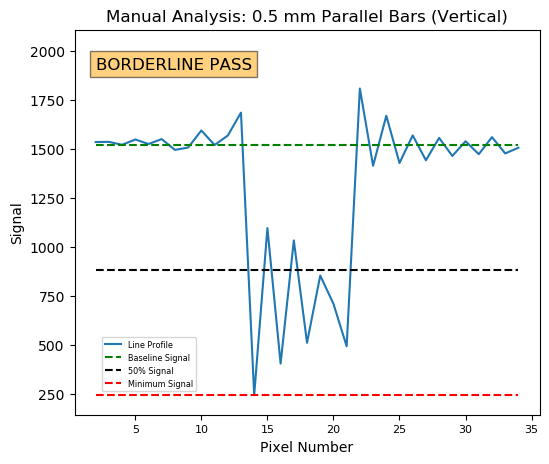 Manual Analysis: 0.5 mm Parallel Bars (Vertical)
BORDERLINE PASS
2000
1750
1500
1250
1000
750
500
250
Signal
Line Profile
Baseline Signal
50% Signal
Minimum Signal
5 10 15 20 25 30 35
Pixel Number